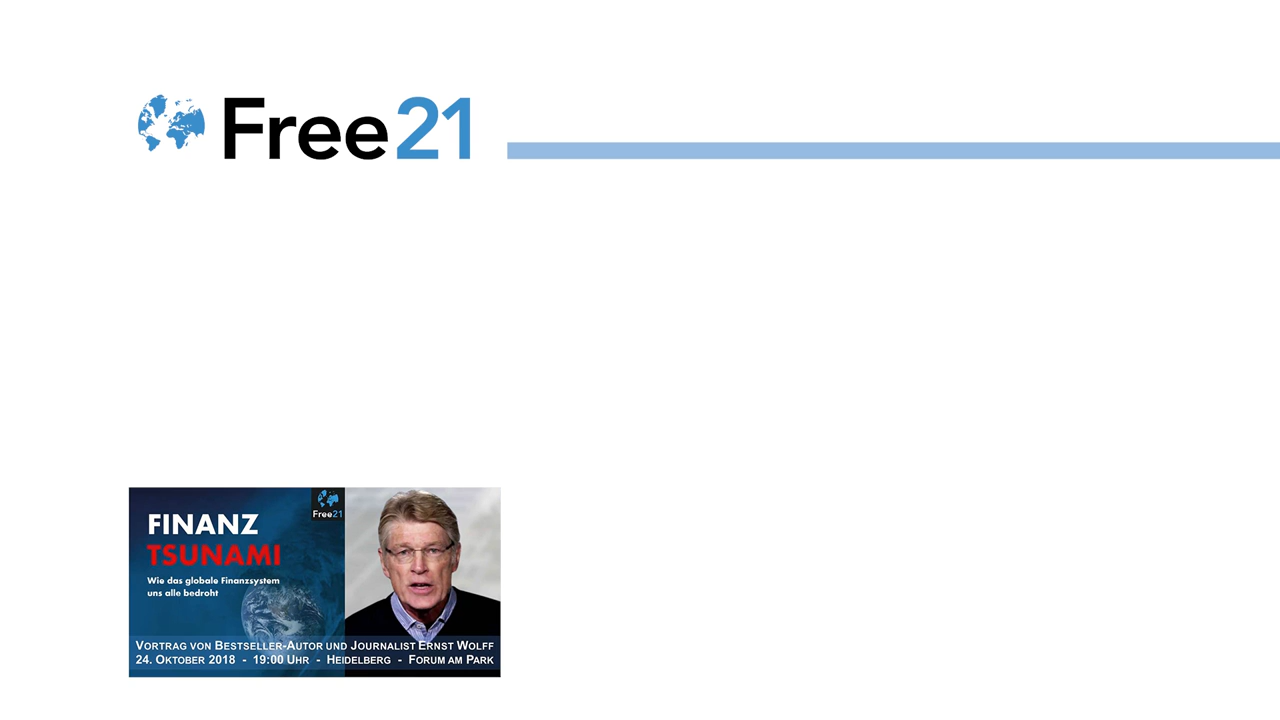 Free21
Free21
FINANZ
TSUNAMI
Wie das globale Finanzsystem
uns alle bedroht
VORTRAG VON BESTSELLER-AUTOR UND JOURNALIST ERNST WOLFF
24. OKTOBER 2018 - 19:00 UHR - HEIDELBERG - FORUM AM PARK